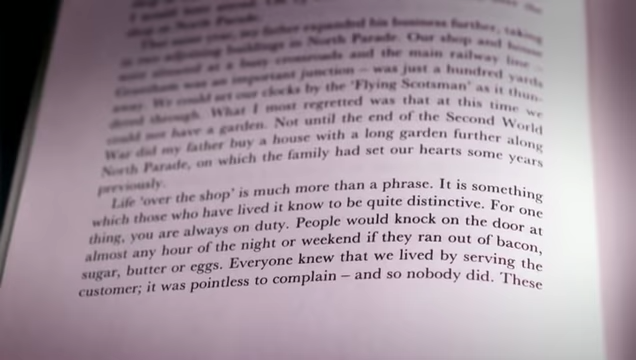 shop in North Parade.
That same year, my father expanded his business further, taking
in two adjoining buildings in North Parade. Our shop and house
were situated at a busy crossroads and the main railway line –
Grantham was an important junction – was just a hundred yards
away. We could set our clocks by the 'Flying Scotsman' as it thun-
dered through. What I most regretted was that at this time we
could not have a garden. Not until the end of the Second World
War did my father buy a house with a long garden further along
North Parade, on which the family had set our hearts some years
previously.
Life 'over the shop' is much more than a phrase. It is something
which those who have lived it know to be quite distinctive. For one
thing, you are always on duty. People would knock on the door at
almost any hour of the night or weekend if they ran out of bacon,
sugar, butter or eggs. Everyone knew that we lived by serving the
customer; it was pointless to complain – and so nobody did. These